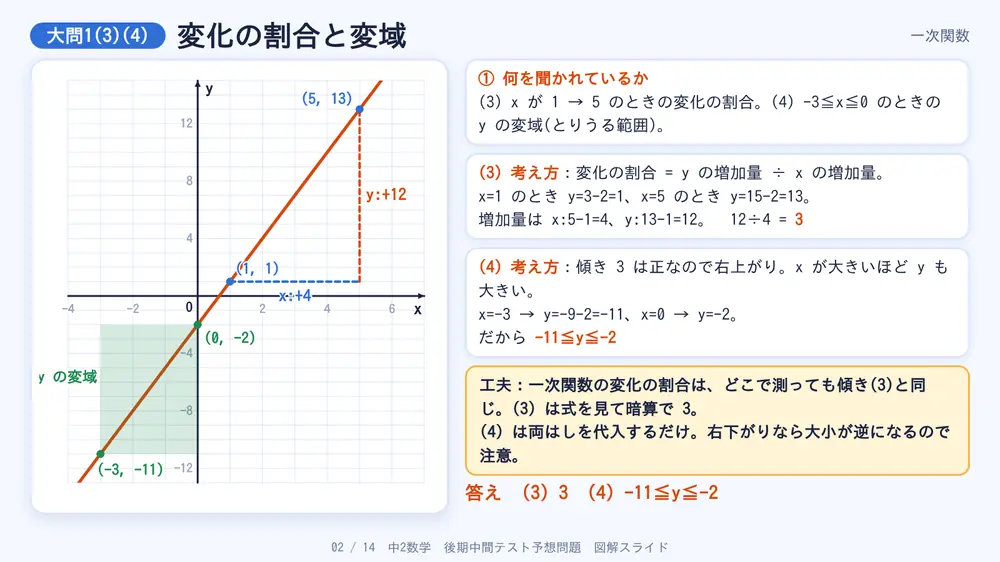 大問1(3)(4) 変化の割合と変域
一次関数
y
(5, 13)
12
8
y:+12
4
(1, 1)
x:+4
-4
-2
0
2
4
6
x
(0, -2)
-4
y の変域
-8
(-3, -11)
-12
① 何を聞かれているか
(3) x が 1 → 5 のときの変化の割合。(4) -3≦x≦0 のときの
y の変域(とりうる範囲)。
(3) 考え方：変化の割合 = y の増加量 ÷ x の増加量。
x=1 のとき y=3-2=1、x=5 のとき y=15-2=13。
増加量は x:5-1=4、y:13-1=12。 12÷4 = 3
(4) 考え方：傾き 3 は正なので右上がり。x が大きいほど y も
大きい。
x=-3 → y=-9-2=-11、x=0 → y=-2。
だから -11≦y≦-2
工夫：一次関数の変化の割合は、どこで測っても傾き(3)と同
じ。(3) は式を見て暗算で 3。
(4) は両はしを代入するだけ。右下がりなら大小が逆になるので
注意。
答え (3) 3 (4) -11≦y≦-2
02 / 14 中2数学 後期中間テスト予想問題 図解スライド